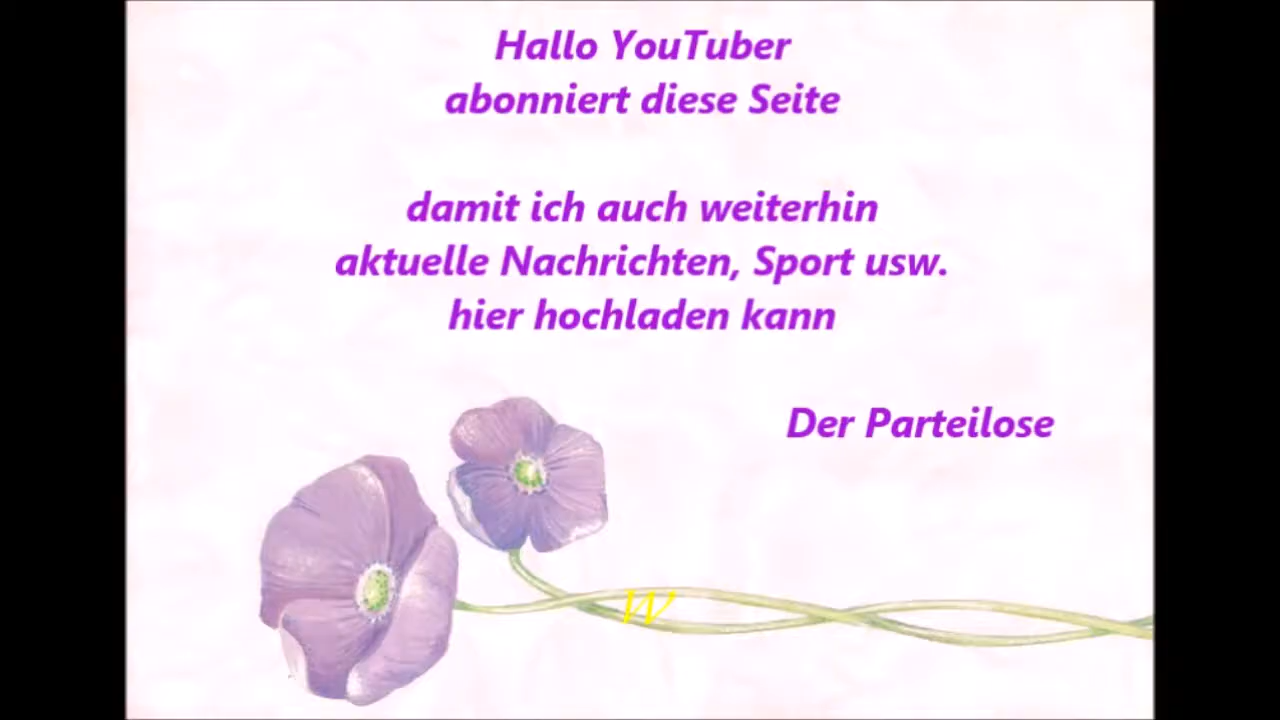 Hallo YouTuber
abonniert diese Seite
damit ich auch weiterhin
aktuelle Nachrichten, Sport usw.
hier hochladen kann
Der Parteilose
W